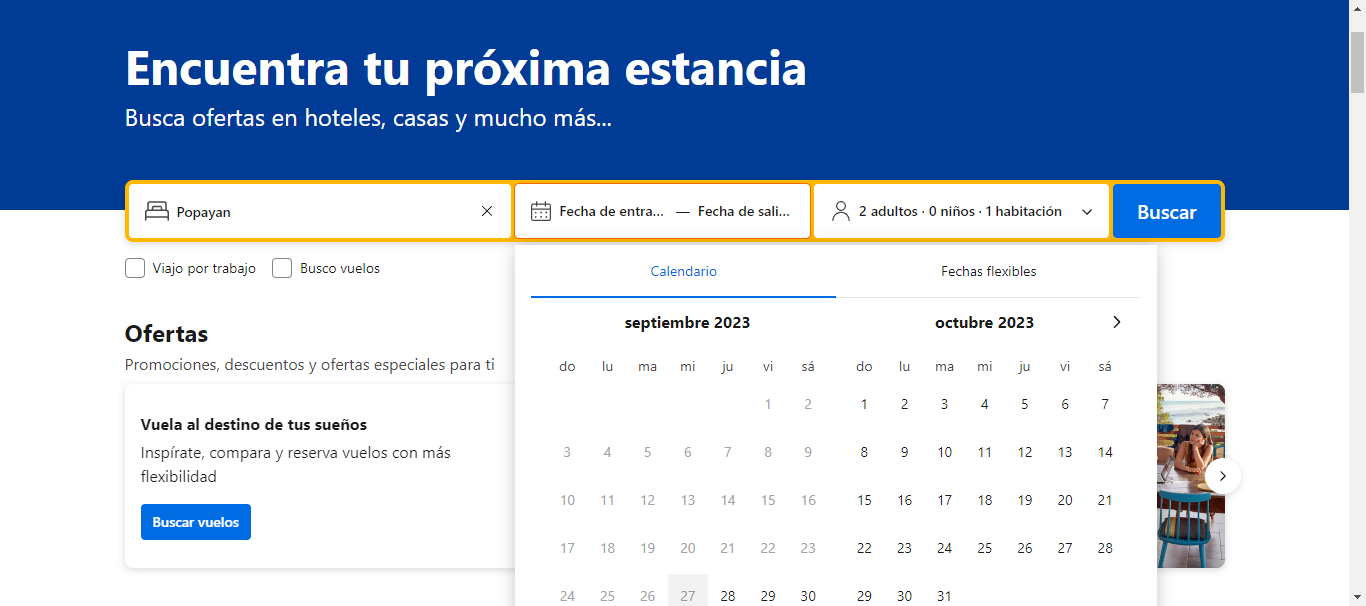 Encuentra tu próxima estancia
Busca ofertas en hoteles, casas y mucho más...
Popayan
Fecha de entra... — Fecha de sali...
2 adultos · 0 niños · 1 habitación
Buscar
Viajo por trabajo
Busco vuelos
Calendario
Fechas flexibles
Ofertas
Promociones, descuentos y ofertas especiales para ti
Vuela al destino de tus sueños
Inspírate, compara y reserva vuelos con más
flexibilidad
Buscar vuelos
septiembre 2023
do lu ma mi ju vi sá
1 2
3 4 5 6 7 8 9
10 11 12 13 14 15 16
17 18 19 20 21 22 23
24 25 26 27 28 29 30
octubre 2023
do lu ma mi ju vi sá
1 2 3 4 5 6 7
8 9 10 11 12 13 14
15 16 17 18 19 20 21
22 23 24 25 26 27 28
29 30 31